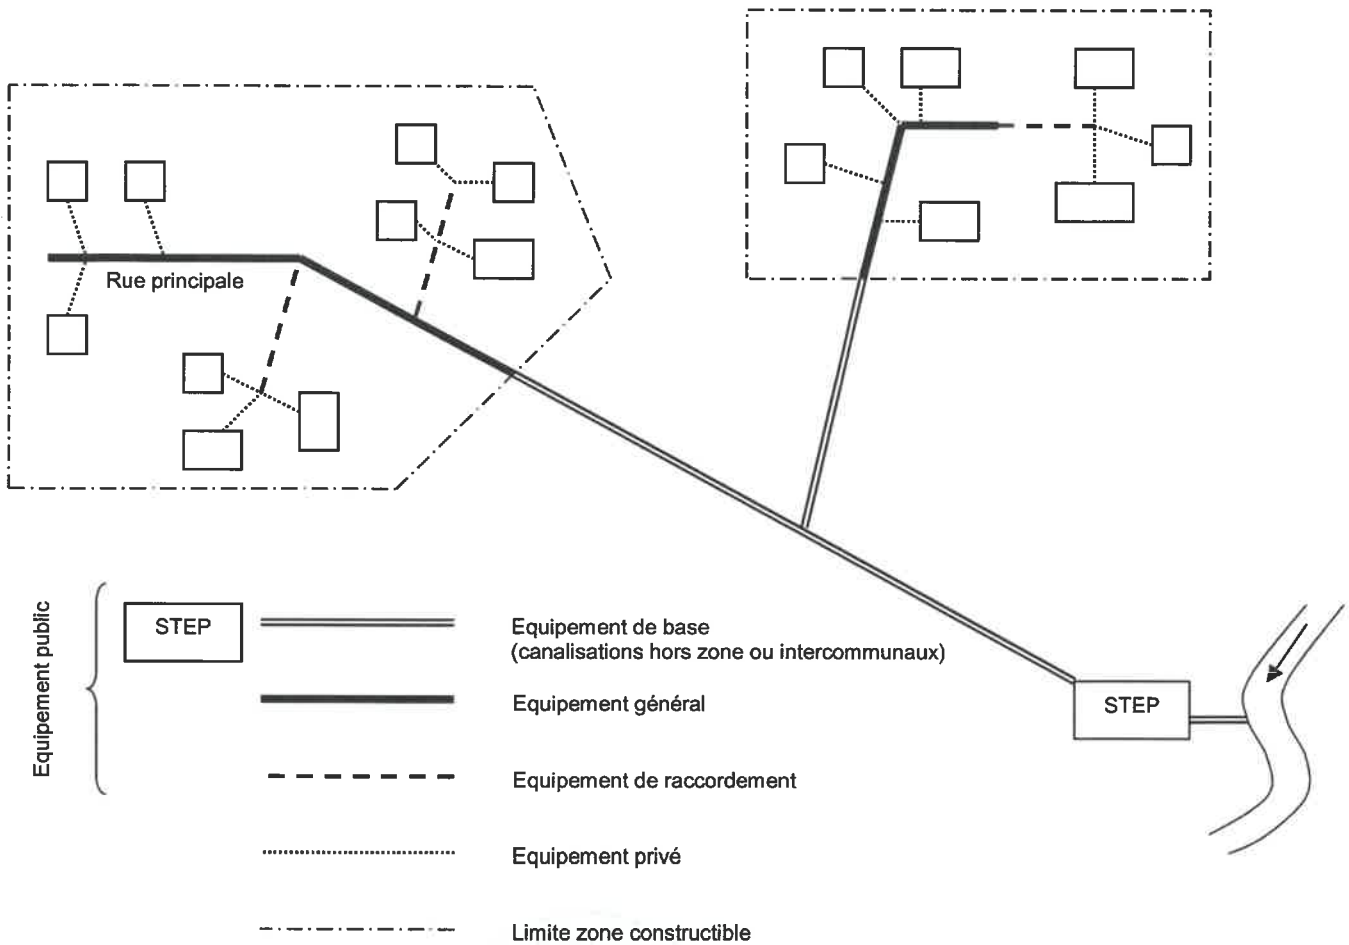 Rue principale
Equipement public
STEP
Equipement de base
(canalisations hors zone ou intercommunaux)
Equipement général
Equipement de raccordement
Equipement privé
Limite zone constructible
STEP